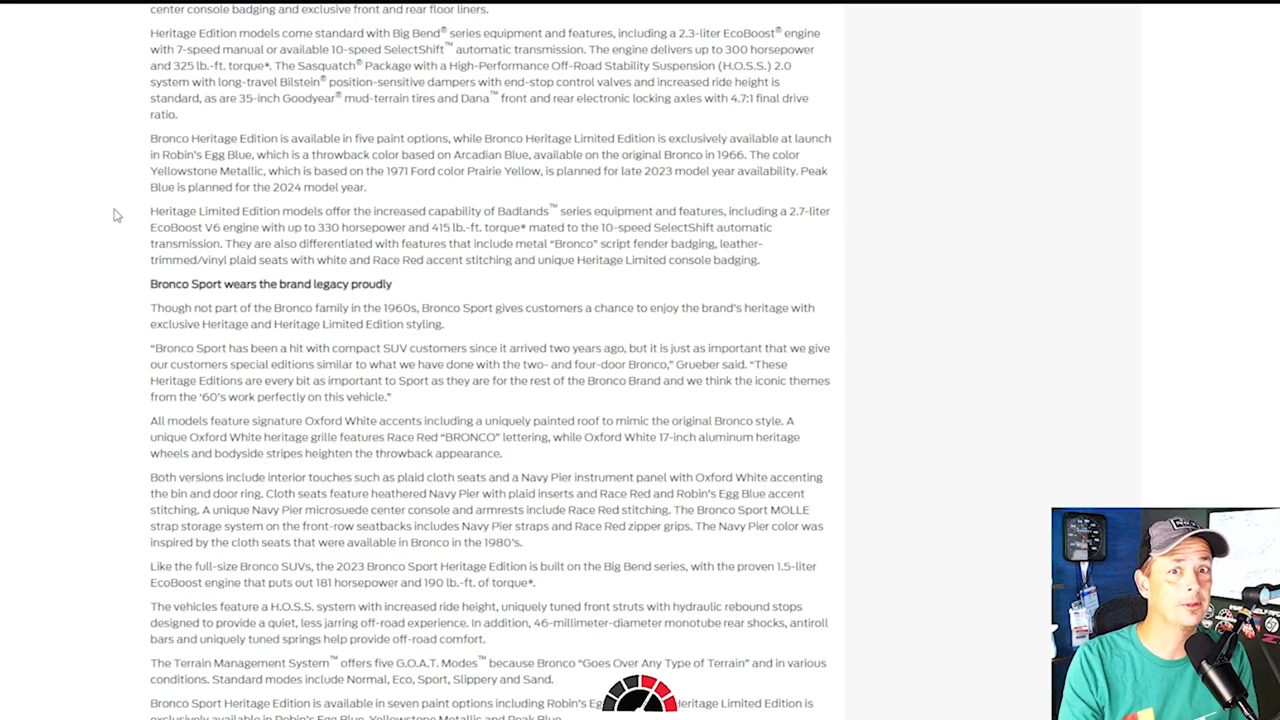 center console badging and exclusive front and rear floor liners.
Heritage Edition models come standard with Big Bend® series equipment and features, including a 2.3-liter EcoBoost® engine
with 7-speed manual or available 10-speed SelectShift™ automatic transmission. The engine delivers up to 300 horsepower
and 325 lb.-ft. torque*. The Sasquatch® Package with a High-Performance Off-Road Stability Suspension (H.O.S.S.) 2.0
system with long-travel Bilstein® position-sensitive dampers with end-stop control valves and increased ride height is
standard, as are 35-inch Goodyear® mud-terrain tires and Dana™ front and rear electronic locking axles with 4.7:1 final drive
ratio.
Bronco Heritage Edition is available in five paint options, while Bronco Heritage Limited Edition is exclusively available at launch
in Robin's Egg Blue, which is a throwback color based on Arcadian Blue, available on the original Bronco in 1966. The color
Yellowstone Metallic, which is based on the 1971 Ford color Prairie Yellow, is planned for late 2023 model year availability. Peak
Blue is planned for the 2024 model year.
Heritage Limited Edition models offer the increased capability of Badlands™ series equipment and features, including a 2.7-liter
EcoBoost V6 engine with up to 330 horsepower and 415 lb.-ft. torque* mated to the 10-speed SelectShift automatic
transmission. They are also differentiated with features that include metal “Bronco” script fender badging, leather-
trimmed/vinyl plaid seats with white and Race Red accent stitching and unique Heritage Limited console badging.
Bronco Sport wears the brand legacy proudly
Though not part of the Bronco family in the 1960s, Bronco Sport gives customers a chance to enjoy the brand's heritage with
exclusive Heritage and Heritage Limited Edition styling.
“Bronco Sport has been a hit with compact SUV customers since it arrived two years ago, but it is just as important that we give
our customers special editions similar to what we have done with the two- and four-door Bronco,” Grueber said. “These
Heritage Editions are every bit as important to Sport as they are for the rest of the Bronco Brand and we think the iconic themes
from the ‘60's work perfectly on this vehicle.”
All models feature signature Oxford White accents including a uniquely painted roof to mimic the original Bronco style. A
unique Oxford White heritage grille features Race Red “BRONCO” lettering, while Oxford White 17-inch aluminum heritage
wheels and bodyside stripes heighten the throwback appearance.
Both versions include interior touches such as plaid cloth seats and a Navy Pier instrument panel with Oxford White accenting
the bin and door ring. Cloth seats feature heathered Navy Pier with plaid inserts and Race Red and Robin's Egg Blue accent
stitching. A unique Navy Pier microsuede center console and armrests include Race Red stitching. The Bronco Sport MOLLE
strap storage system on the front-row seatbacks includes Navy Pier straps and Race Red zipper grips. The Navy Pier color was
inspired by the cloth seats that were available in Bronco in the 1980's.
Like the full-size Bronco SUVs, the 2023 Bronco Sport Heritage Edition is built on the Big Bend series, with the proven 1.5-liter
EcoBoost engine that puts out 181 horsepower and 190 lb.-ft. of torque*.
The vehicles feature a H.O.S.S. system with increased ride height, uniquely tuned front struts with hydraulic rebound stops
designed to provide a quiet, less jarring off-road experience. In addition, 46-millimeter-diameter monotube rear shocks, antiroll
bars and uniquely tuned springs help provide off-road comfort.
The Terrain Management System™ offers five G.O.A.T. Modes™ because Bronco “Goes Over Any Type of Terrain” and in various
conditions. Standard modes include Normal, Eco, Sport, Slippery and Sand.
Bronco Sport Heritage Edition is available in seven paint options including Robin's Eg Heritage Limited Edition is
exclusively available in Robin's Egg Blue, Yellowstone Metallic and Peak Blue.